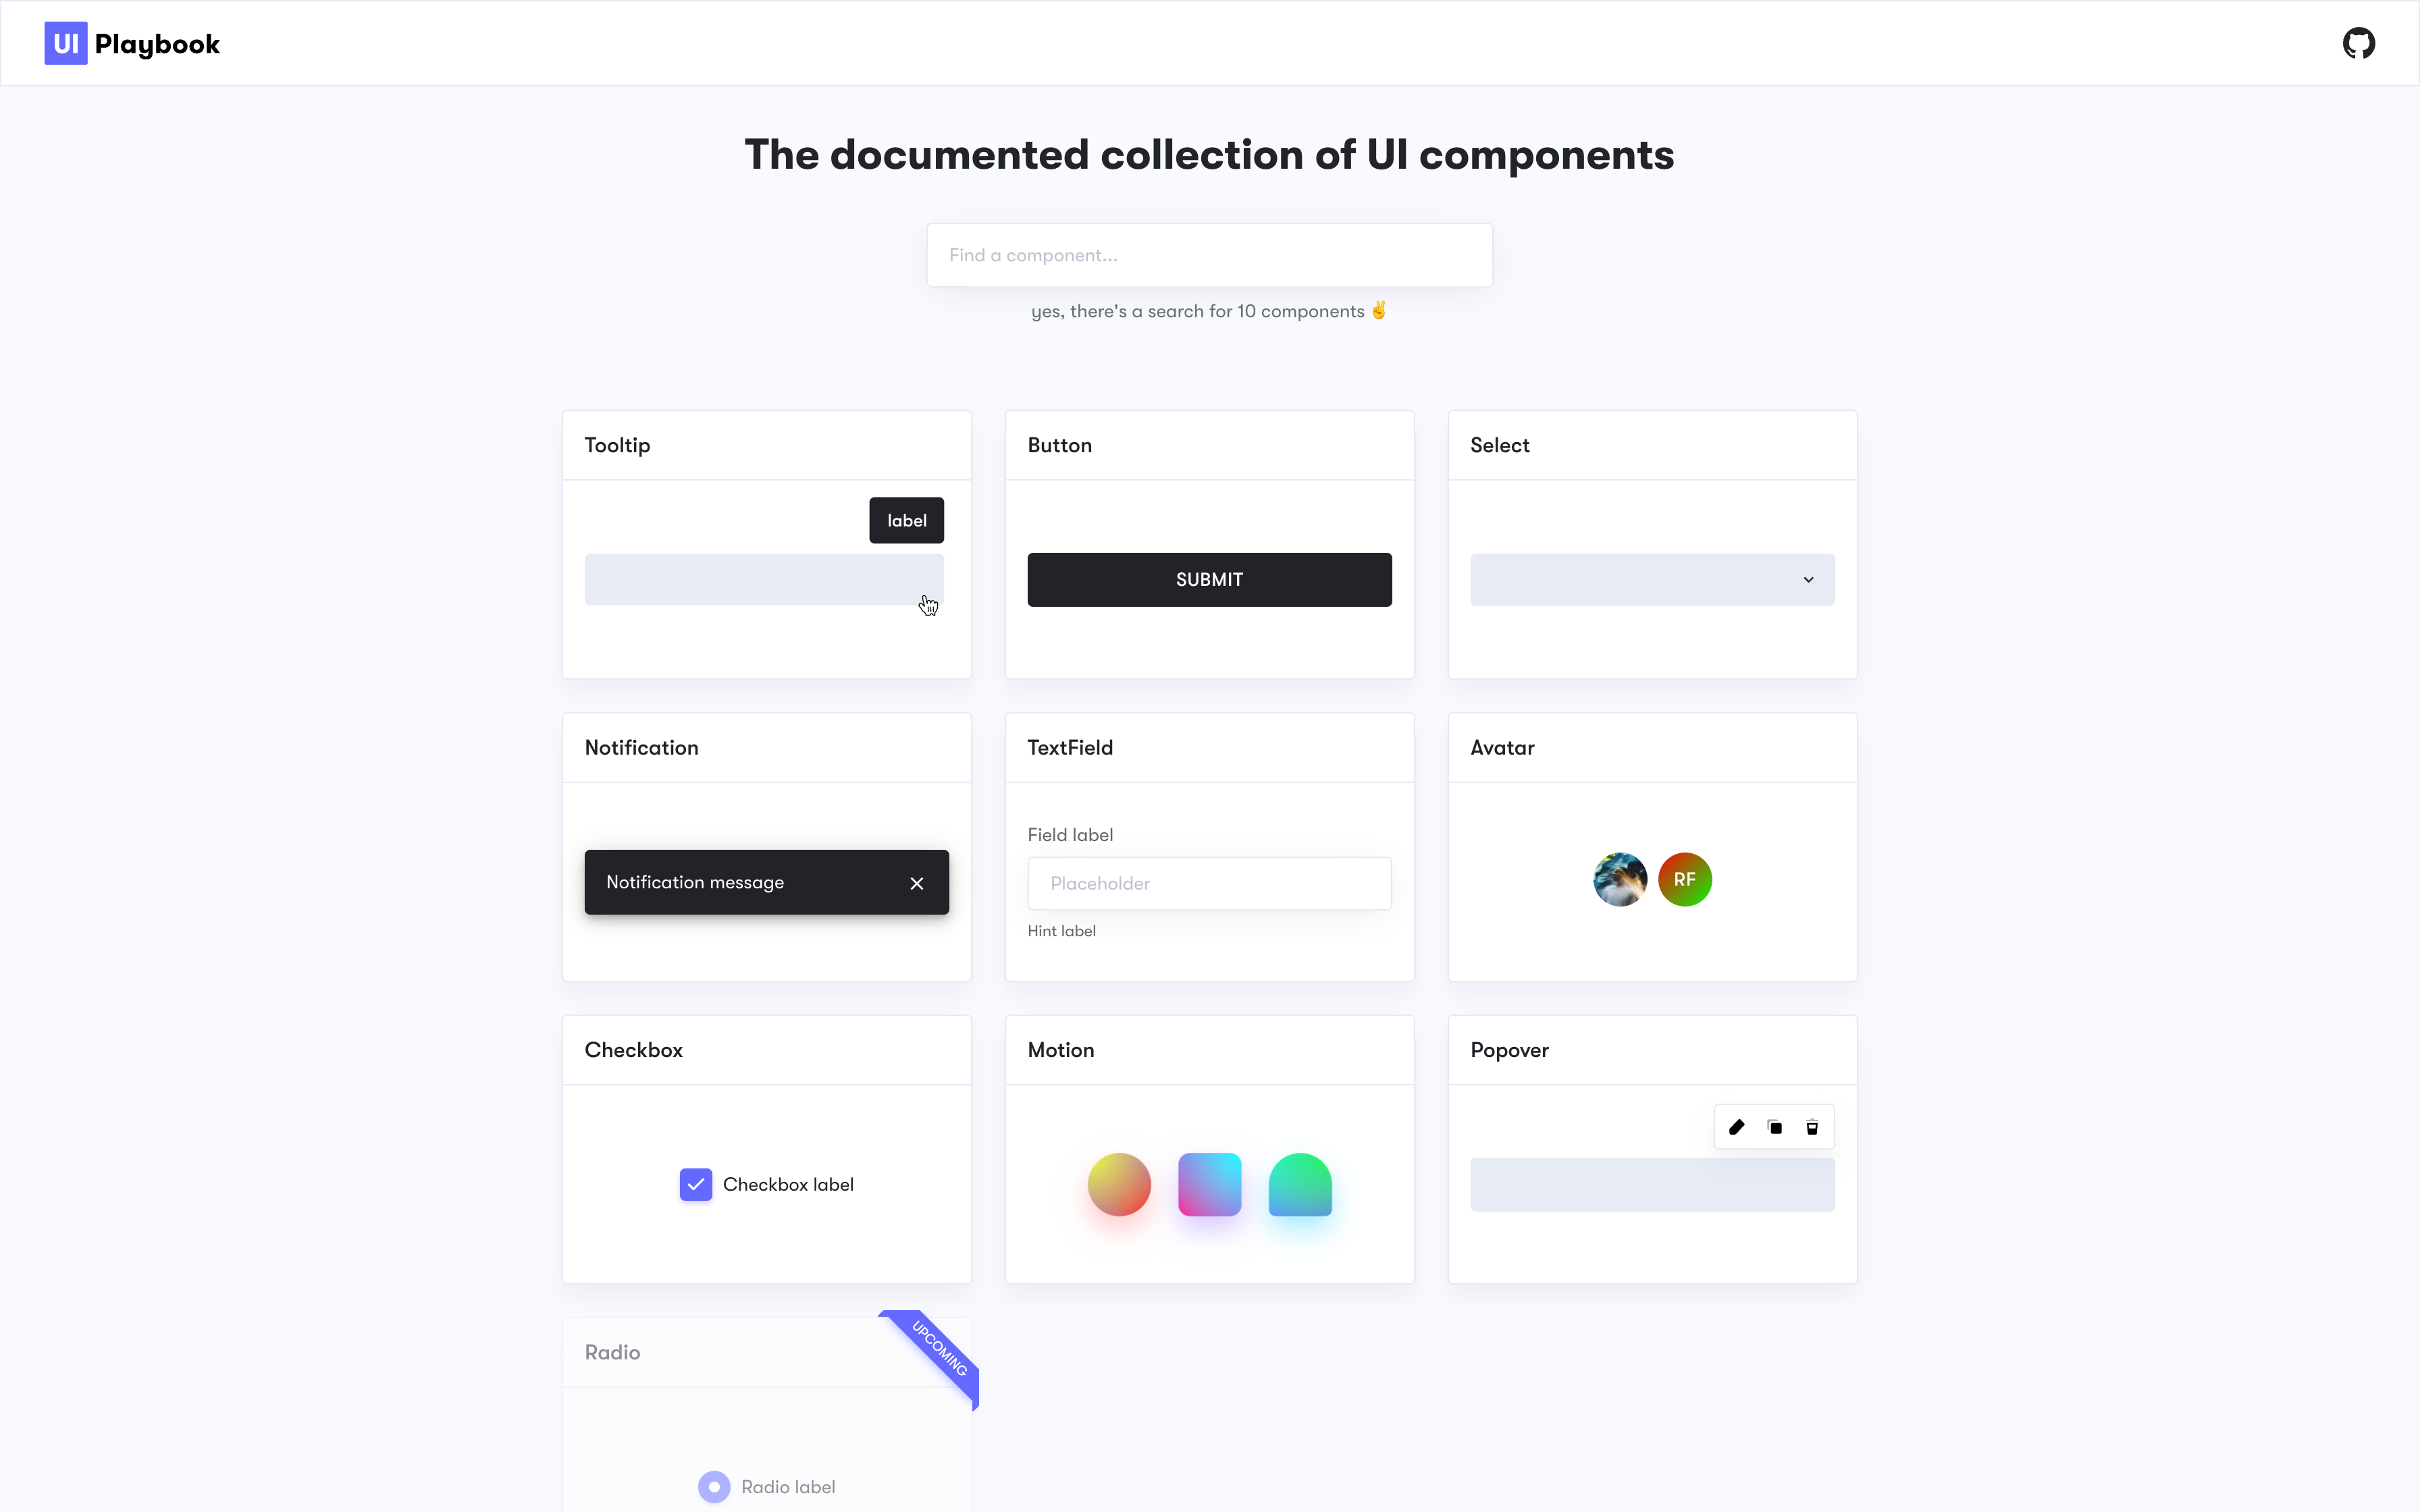 UI Playbook
The documented collection of UI components
Find a component...
yes, there's a search for 10 components ✌️
Tooltip
label
Button
SUBMIT
Select
Notification
Notification message
TextField
Field label
Placeholder
Hint label
Avatar
RF
Checkbox
Checkbox label
Motion
Popover
Radio
UPCOMING
Radio label